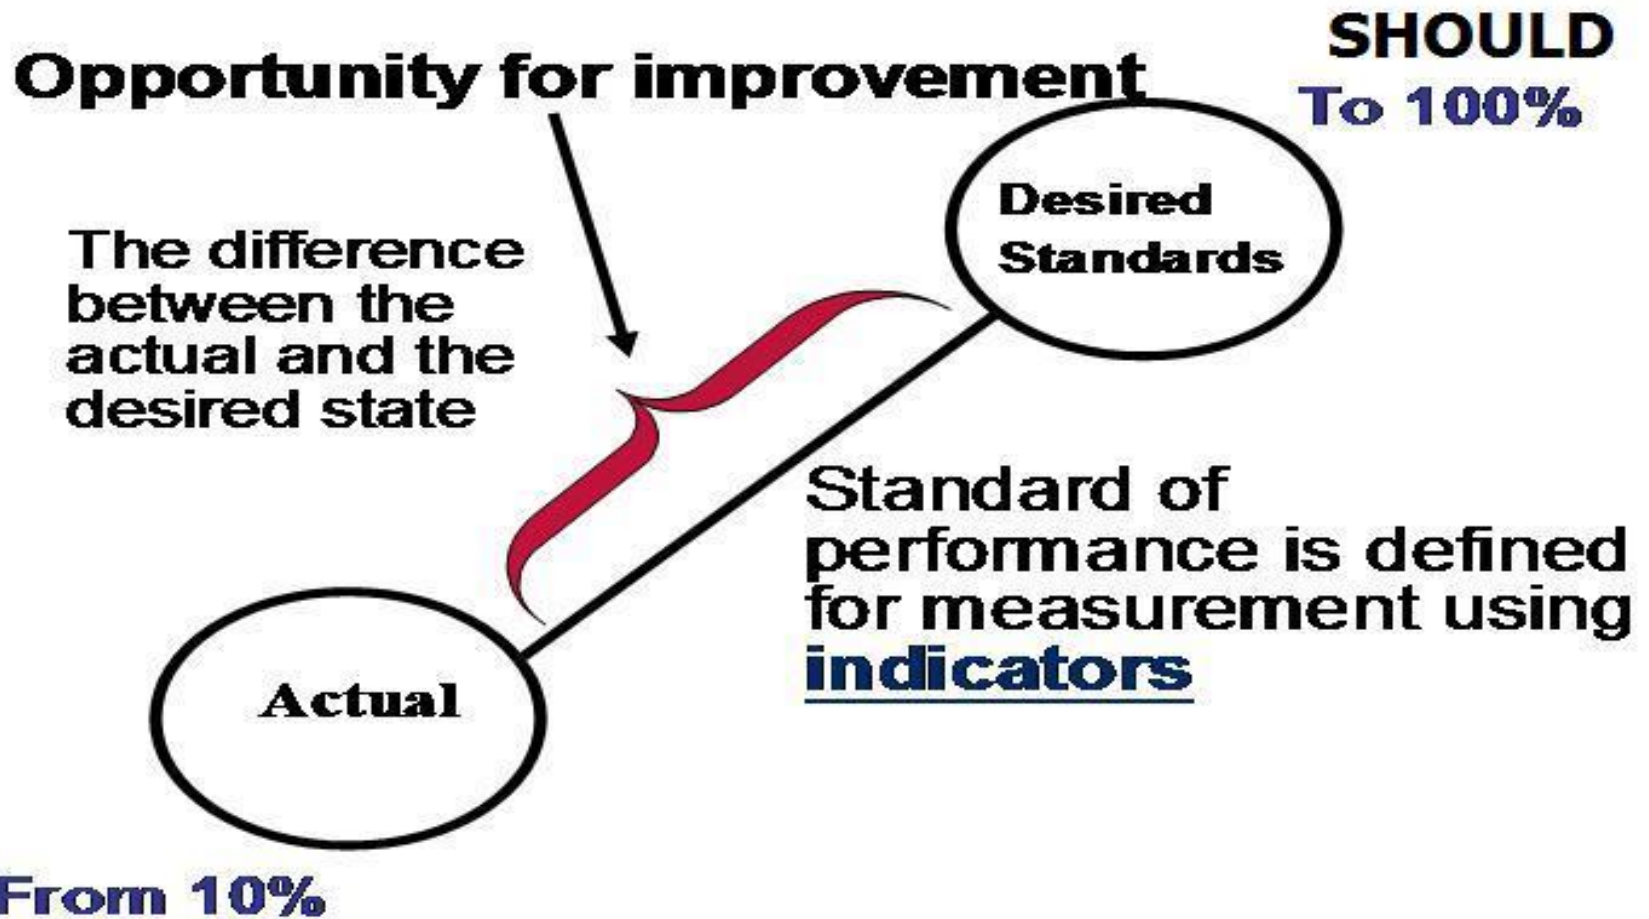 SHOULD
To 100%
Opportunity for improvement
Desired
Standards
The difference
between the
actual and the
desired state
Standard of
performance is defined
for measurement using
indicators
Actual
From 10%